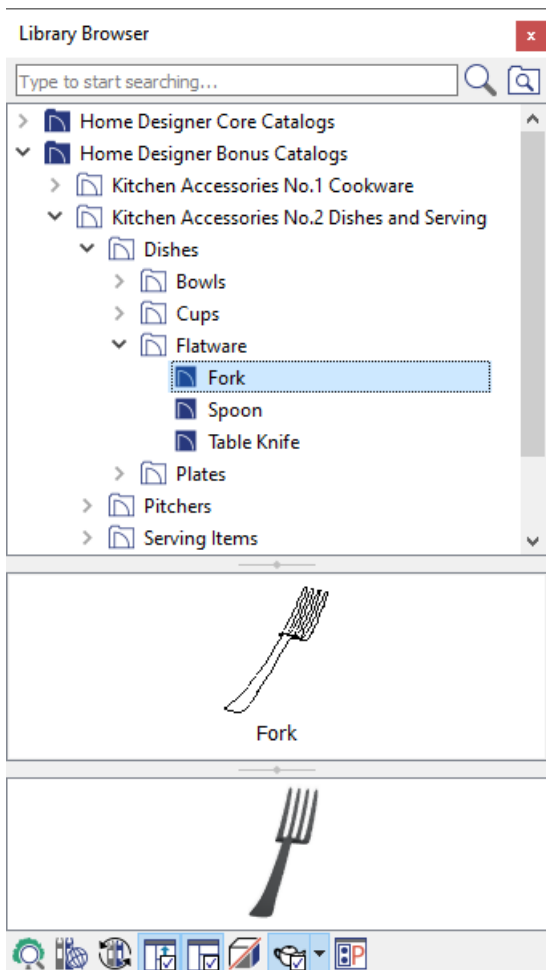 Library Browser
x
Type to start searching...
Home Designer Core Catalogs
Home Designer Bonus Catalogs
Kitchen Accessories No.1 Cookware
Kitchen Accessories No.2 Dishes and Serving
Dishes
Bowls
Cups
Flatware
Fork
Spoon
Table Knife
Plates
Pitchers
Serving Items
Fork
P